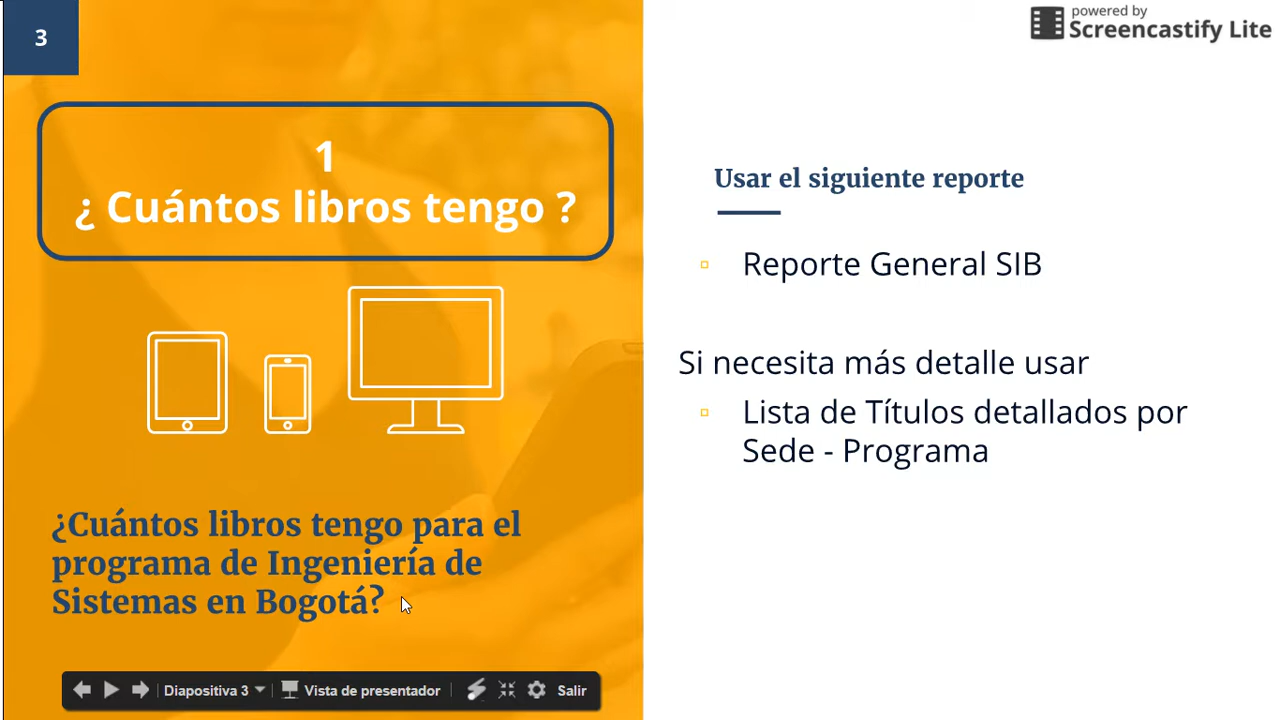 3
powered by
Screencastify Lite
1
¿ Cuántos libros tengo ?
¿Cuántos libros tengo para el
programa de Ingeniería de
Sistemas en Bogotá?
Usar el siguiente reporte
Reporte General SIB
Si necesita más detalle usar
Lista de Títulos detallados por
Sede - Programa
Diapositiva 3
Vista de presentador
Salir